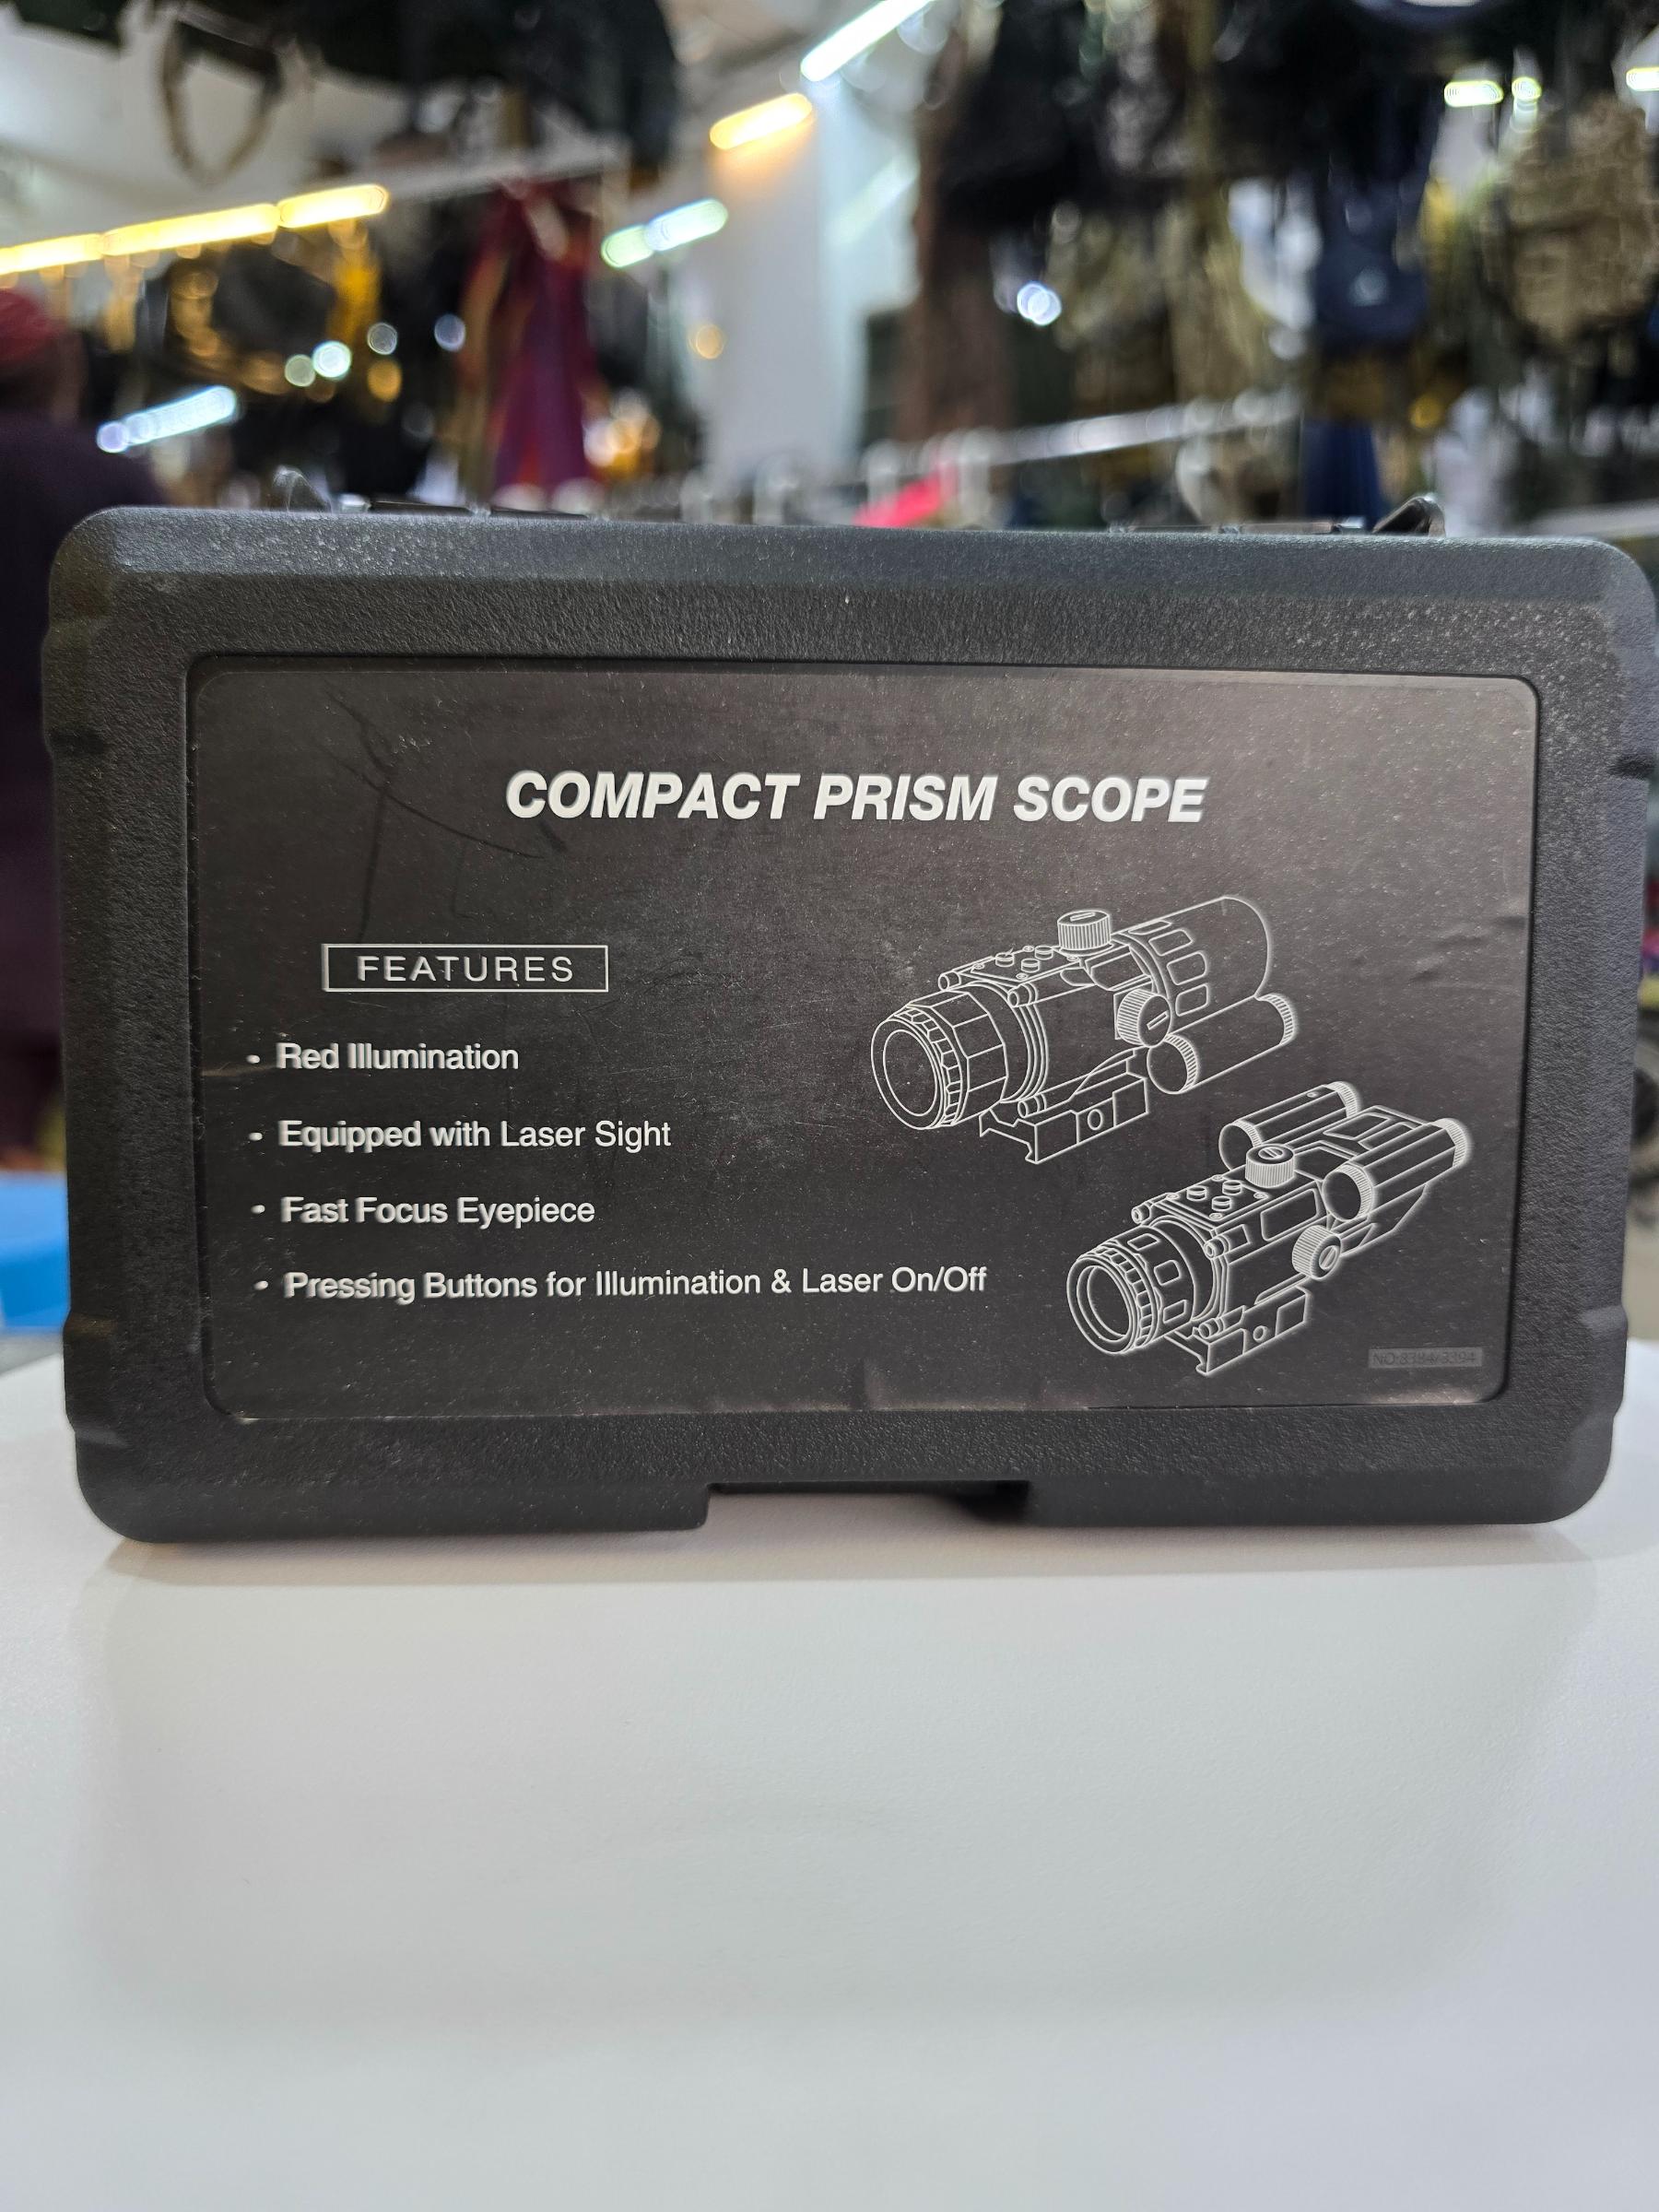 COMPACT PRISM SCOPE
FEATURES
• Red Illumination
• Equipped with Laser Sight
• Fast Focus Eyepiece
• Pressing Buttons for Illumination & Laser On/Off